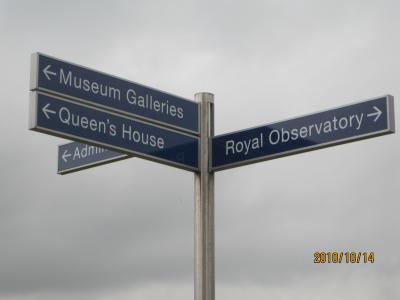 ← Museum Galleries
← Queen's House
Royal Observatory →
2010/10/14